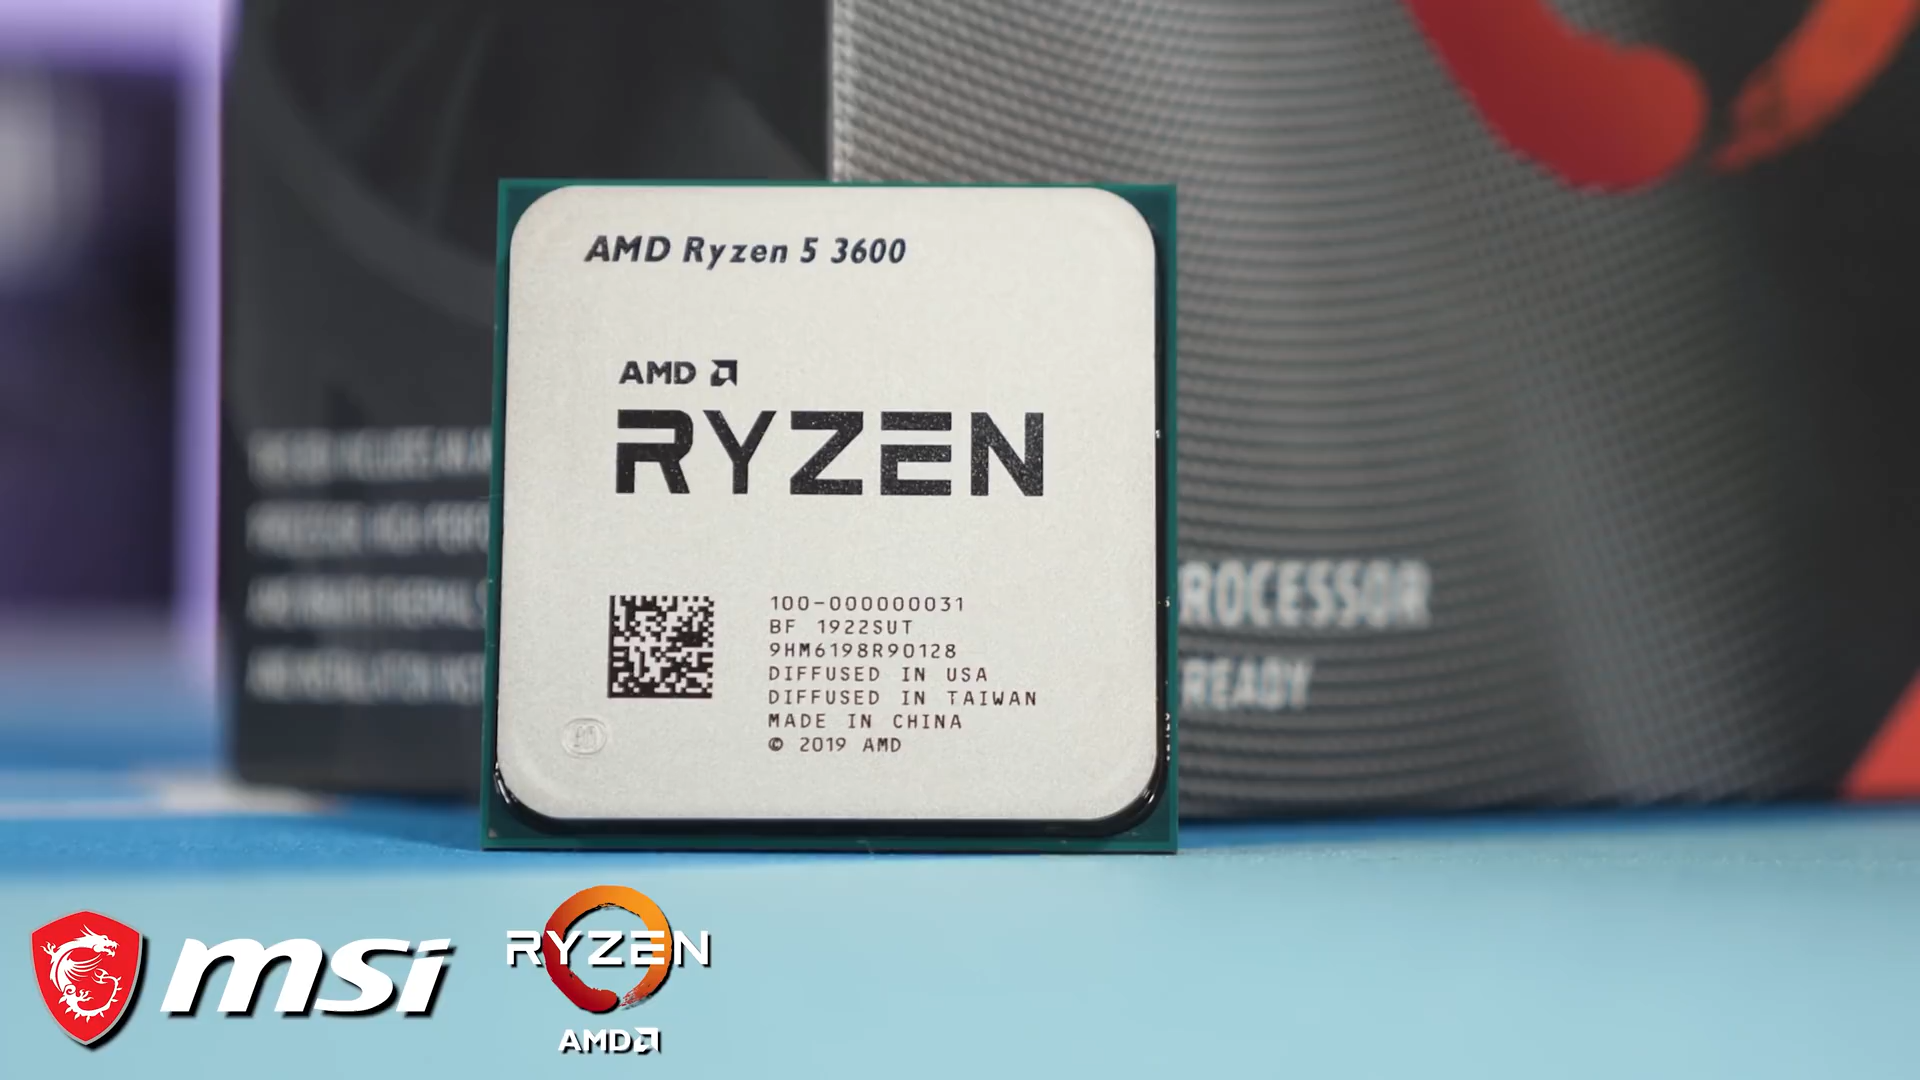 AMD Ryzen 5 3600
AMD
RYZEN
100-000000031
BF 1922SUT
9HM6198R90128
DIFFUSED IN USA
DIFFUSED IN TAIWAN
MADE IN CHINA
© 2019 AMD
ROCESSOR
READY
msi
RYZEN
AMD